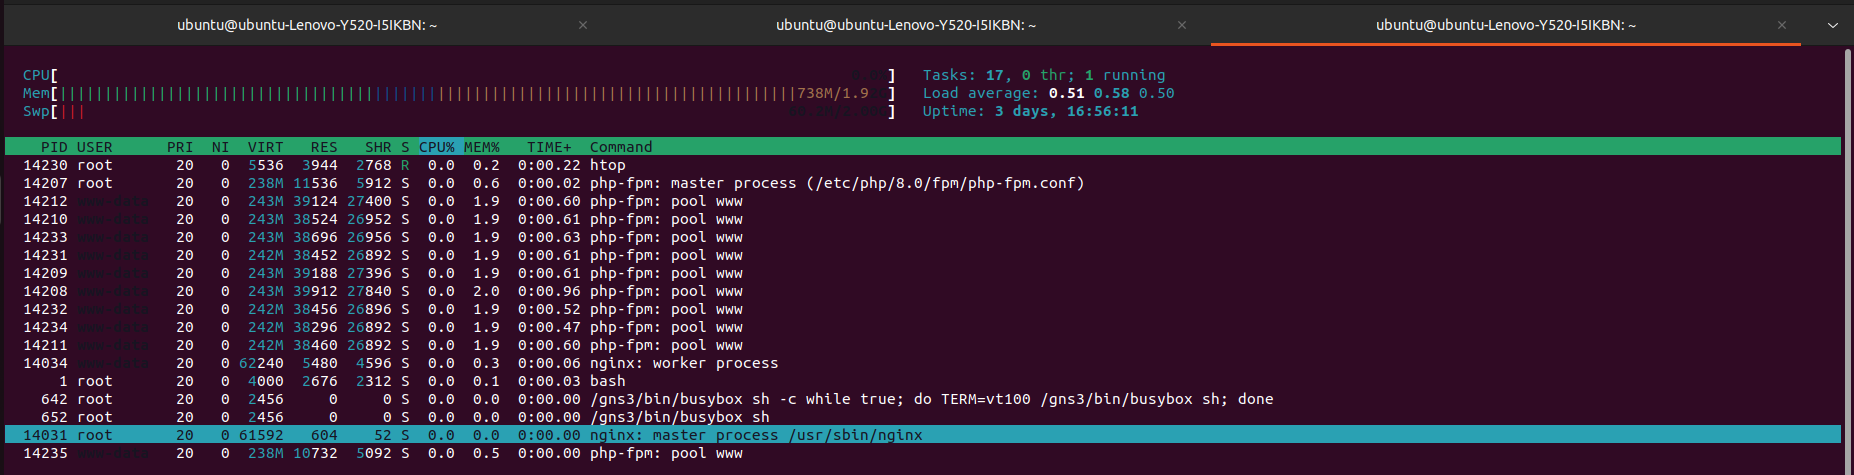 ubuntu@ubuntu-Lenovo-Y520-I5IKBN: ~ × ubuntu@ubuntu-Lenovo-Y520-I5IKBN: ~ × ubuntu@ubuntu-Lenovo-Y520-I5IKBN: ~ ×
CPU[ ] Tasks: 17, 0 thr; 1 running
Mem[||||||||||||||||||||||||||||||||||||||||||||||||||||||||||||||||||||||||||||||||||738M/1.9 ] Load average: 0.51 0.58 0.50
Swp[||| ] Uptime: 3 days, 16:56:11
PID USER PRI NI VIRT RES SHR S CPU% MEM% TIME+ Command
14230 root 20 0 5536 3944 2768 R 0.0 0.2 0:00.22 htop
14207 root 20 0 238M 11536 5912 S 0.0 0.6 0:00.02 php-fpm: master process (/etc/php/8.0/fpm/php-fpm.conf)
14212 20 0 243M 39124 27400 S 0.0 1.9 0:00.60 php-fpm: pool www
14210 20 0 243M 38524 26952 S 0.0 1.9 0:00.61 php-fpm: pool www
14233 20 0 243M 38696 26956 S 0.0 1.9 0:00.63 php-fpm: pool www
14231 20 0 242M 38452 26892 S 0.0 1.9 0:00.61 php-fpm: pool www
14209 20 0 243M 39188 27396 S 0.0 1.9 0:00.61 php-fpm: pool www
14208 20 0 243M 39912 27840 S 0.0 2.0 0:00.96 php-fpm: pool www
14232 20 0 242M 38456 26896 S 0.0 1.9 0:00.52 php-fpm: pool www
14234 20 0 242M 38296 26892 S 0.0 1.9 0:00.47 php-fpm: pool www
14211 20 0 242M 38460 26892 S 0.0 1.9 0:00.60 php-fpm: pool www
14034 20 0 62240 5480 4596 S 0.0 0.3 0:00.06 nginx: worker process
1 root 20 0 4000 2676 2312 S 0.0 0.1 0:00.03 bash
642 root 20 0 2456 0 0 S 0.0 0.0 0:00.00 /gns3/bin/busybox sh -c while true; do TERM=vt100 /gns3/bin/busybox sh; done
652 root 20 0 2456 0 0 S 0.0 0.0 0:00.00 /gns3/bin/busybox sh
14031 root 20 0 61592 604 52 S 0.0 0.0 0:00.00 nginx: master process /usr/sbin/nginx
14235 20 0 238M 10732 5092 S 0.0 0.5 0:00.00 php-fpm: pool www